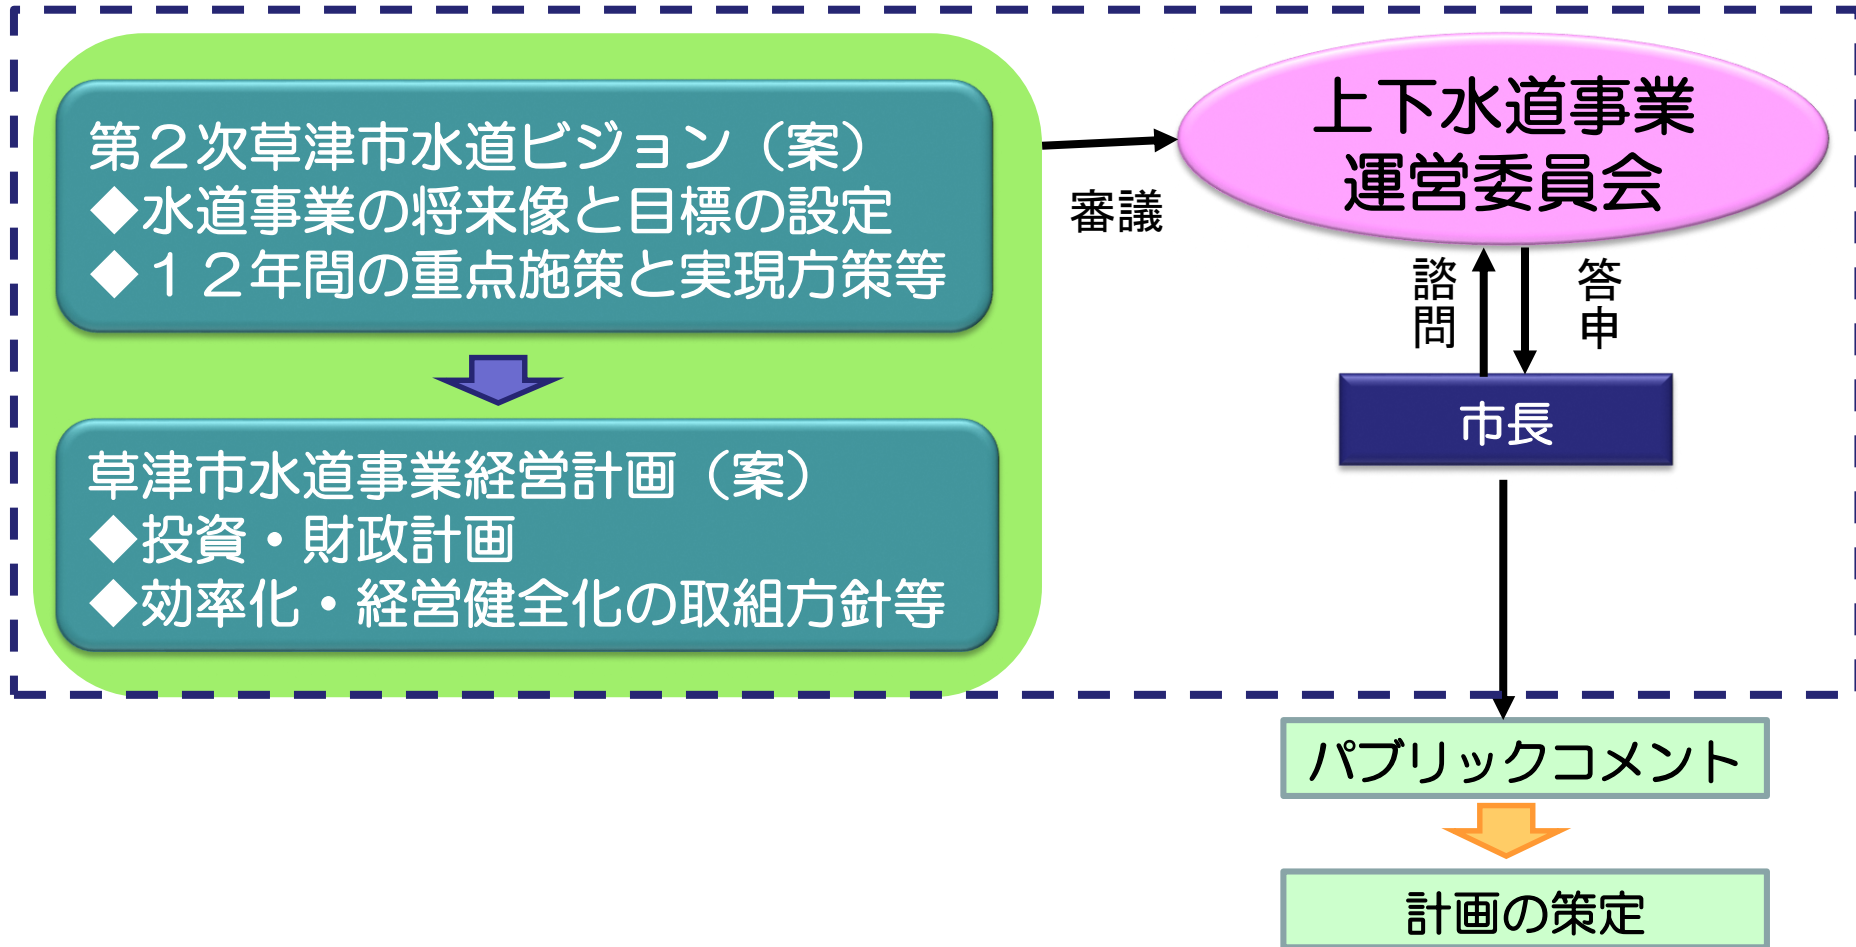 第２次草津市水道ビジョン（案）
◆水道事業の将来像と目標の設定
◆１２年間の重点施策と実現方策等
草津市水道事業経営計画（案）
◆投資・財政計画
◆効率化・経営健全化の取組方針等
審議
上下水道事業
運営委員会
諮問
答申
市長
パブリックコメント
計画の策定